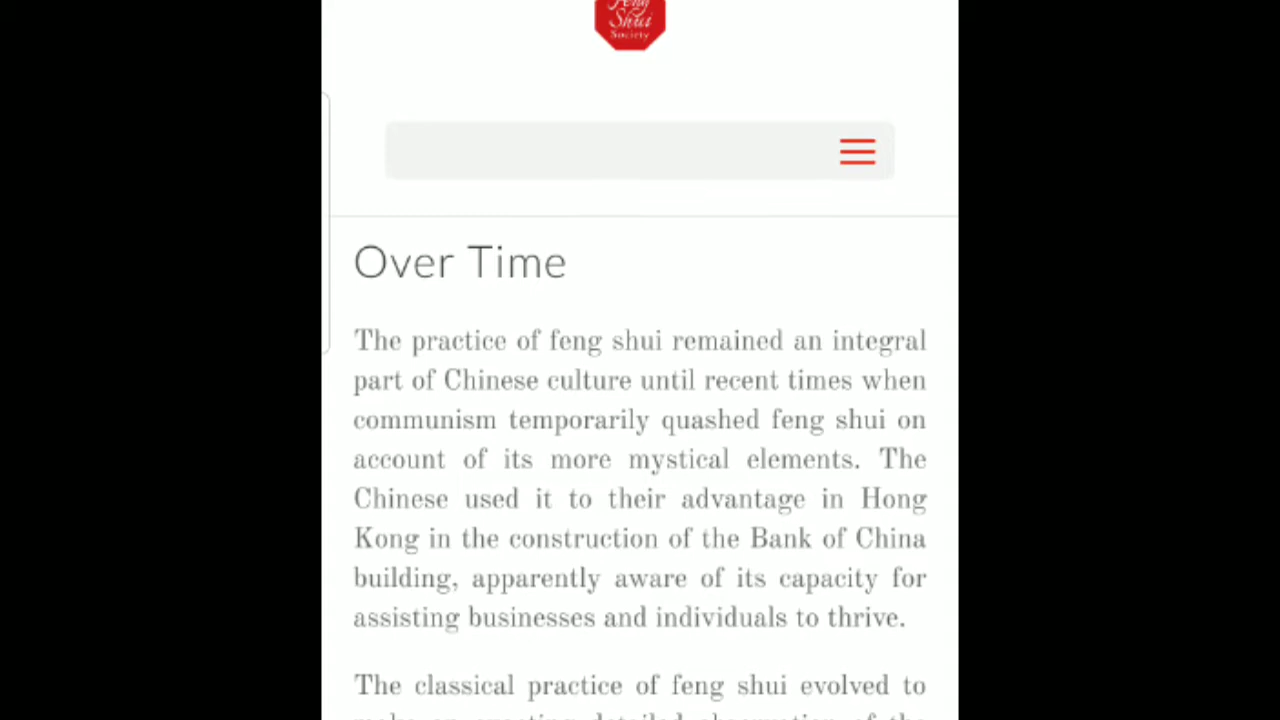 Feng
Shui
Society
Over Time
The practice of feng shui remained an integral
part of Chinese culture until recent times when
communism temporarily quashed feng shui on
account of its more mystical elements. The
Chinese used it to their advantage in Hong
Kong in the construction of the Bank of China
building, apparently aware of its capacity for
assisting businesses and individuals to thrive.
The classical practice of feng shui evolved to